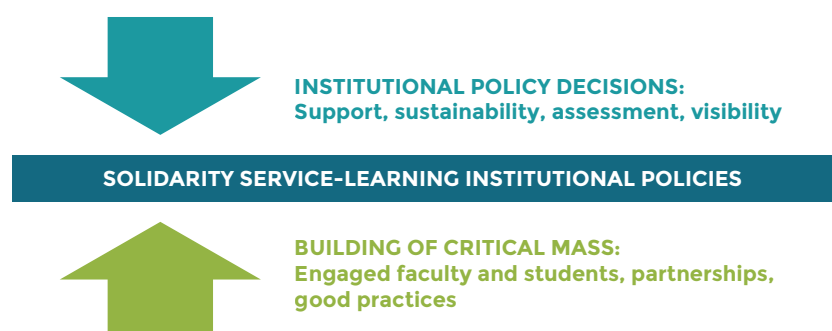 INSTITUTIONAL POLICY DECISIONS:
Support, sustainability, assessment, visibility
SOLIDARITY SERVICE-LEARNING INSTITUTIONAL POLICIES
BUILDING OF CRITICAL MASS:
Engaged faculty and students, partnerships,
good practices